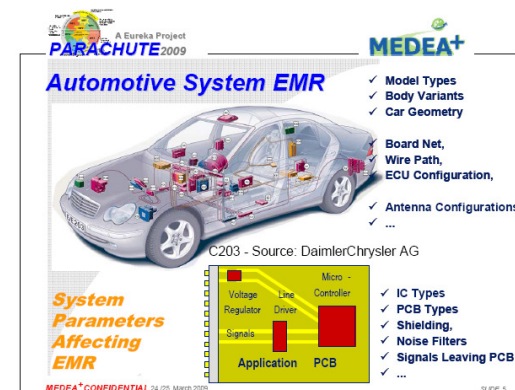 A Eureka Project
PARACHUTE2009
MEDEA+
Automotive System EMR
✓ Model Types
✓ Body Variants
✓ Car Geometry
✓ Board Net,
Wire Path,
ECU Configuration,
✓ Antenna Configurations
✓ ...
C203 - Source: DaimlerChrysler AG
System
Parameters
Affecting
EMR
Voltage
Regulator
Line
Driver
Micro -
Controller
Signals
Application PCB
✓ IC Types
✓ PCB Types
✓ Shielding,
✓ Noise Filters
✓ Signals Leaving PCB
✓ ...
MEDEA+CONFIDENTIAL 24 /25 March 2009
SLIDE 5